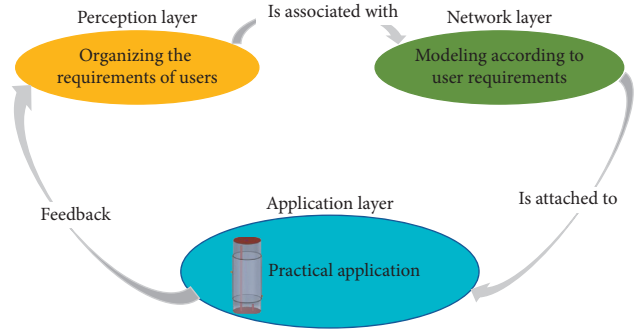 Perception layer
Is associated with
Network layer
Organizing the
requirements of users
Modeling according to
user requirements
Feedback
Is attached to
Application layer
Practical application